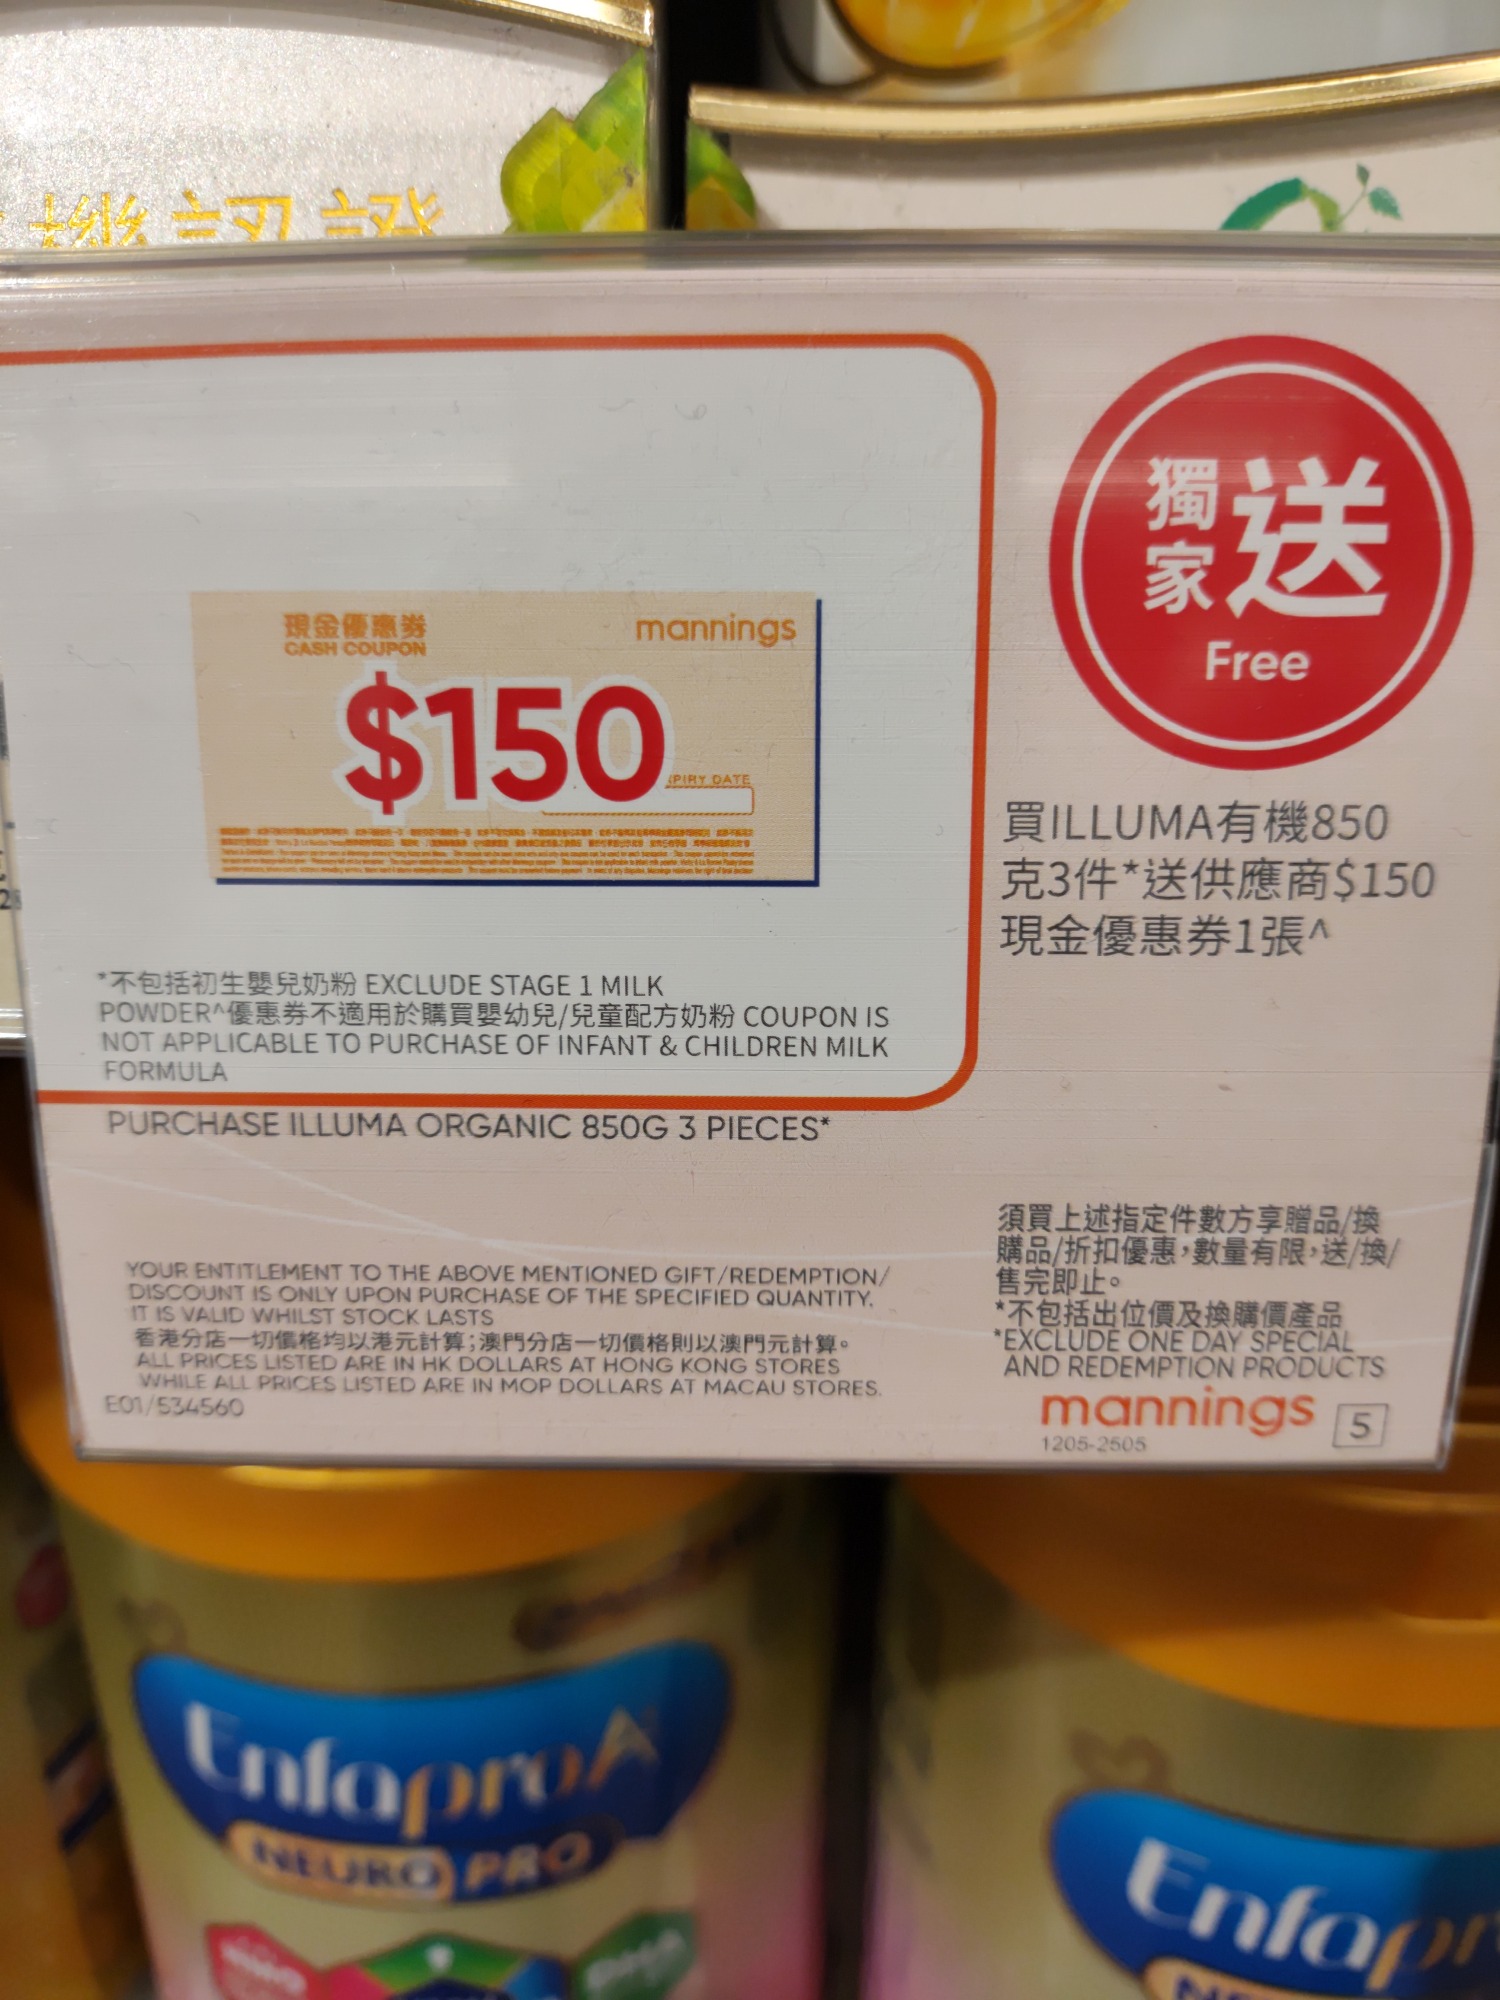 機認證
現金優惠券
CASH COUPON
mannings
$150
PIRY DATE
*不包括初生嬰兒奶粉 EXCLUDE STAGE 1 MILK
POWDER^優惠券不適用於購買嬰幼兒/兒童配方奶粉 COUPON IS
NOT APPLICABLE TO PURCHASE OF INFANT & CHILDREN MILK
FORMULA
PURCHASE ILLUMA ORGANIC 850G 3 PIECES*
YOUR ENTITLEMENT TO THE ABOVE MENTIONED GIFT/REDEMPTION/
DISCOUNT IS ONLY UPON PURCHASE OF THE SPECIFIED QUANTITY.
IT IS VALID WHILST STOCK LASTS
香港分店一切價格均以港元計算;澳門分店一切價格則以澳門元計算。
ALL PRICES LISTED ARE IN HK DOLLARS AT HONG KONG STORES
WHILE ALL PRICES LISTED ARE IN MOP DOLLARS AT MACAU STORES.
E01/534560
獨家
送
Free
買ILLUMA有機850
克3件*送供應商$150
現金優惠券1張^
須買上述指定件數方享贈品/換
購品/折扣優惠,數量有限,送/換/
售完即止。
*不包括出位價及換購價產品
*EXCLUDE ONE DAY SPECIAL
AND REDEMPTION PRODUCTS
mannings 5
1205-2505
EnfaproA+
NEURO PRO
Enfapr